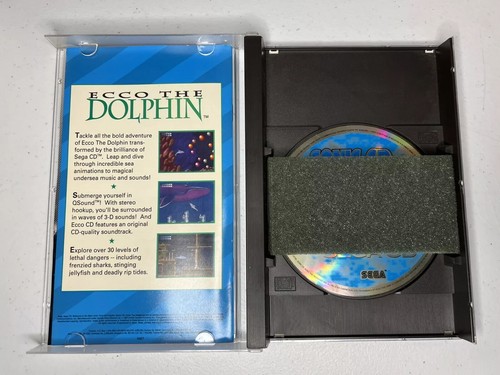 ECCO THE
DOLPHIN™
Tackle all the bold adventure
of Ecco The Dolphin trans-
formed by the brilliance of
Sega CD™. Leap and dive
through incredible sea
animations to magical
undersea music and sounds!
Submerge yourself in
QSound™! With stereo
hookup, you'll be surrounded
in waves of 3-D sounds! And
Ecco CD features an original
CD-quality soundtrack.
Explore over 30 levels of
lethal dangers -- including
frenzied sharks, stinging
jellyfish and deadly rip tides.
SEGA